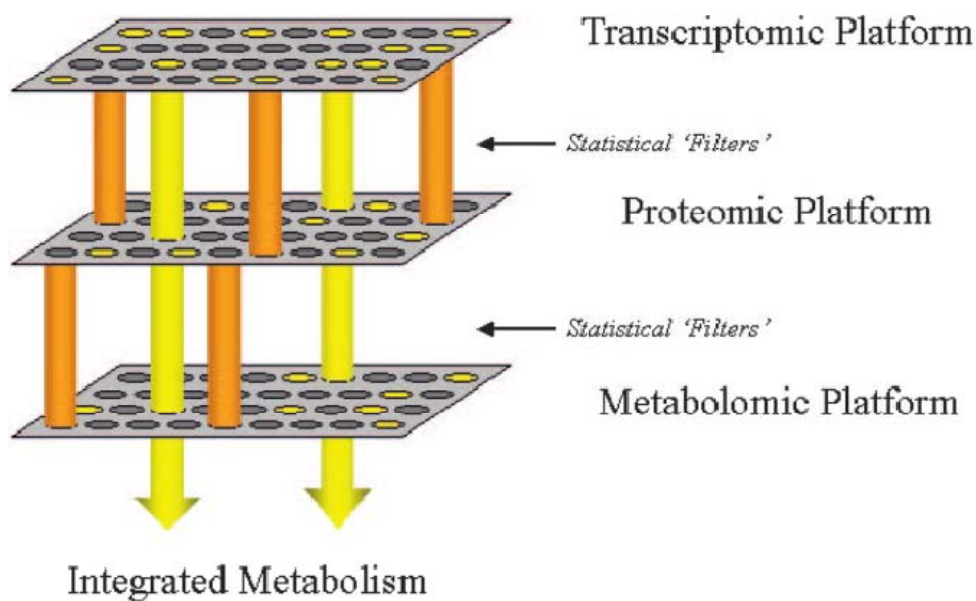 Transcriptomic Platform
Statistical 'Filters'
Proteomic Platform
Statistical 'Filters'
Metabolomic Platform
Integrated Metabolism